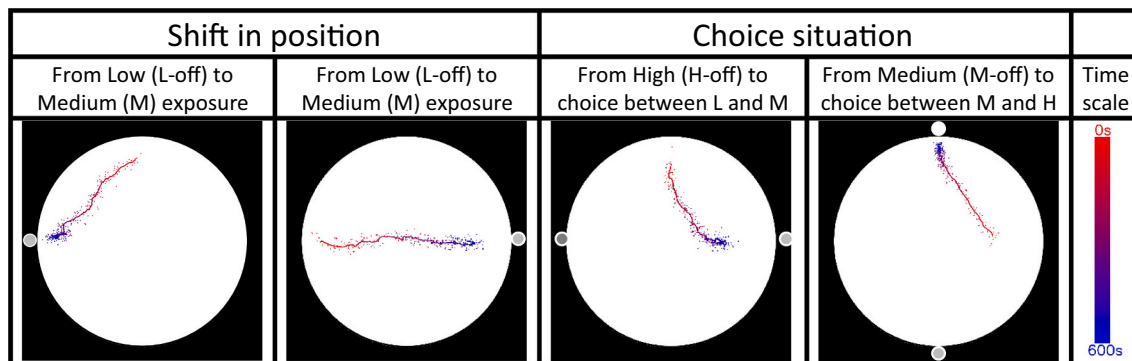 Shift in position
Choice situation
From Low (L-off) to
Medium (M) exposure
From Low (L-off) to
Medium (M) exposure
From High (H-off) to
choice between L and M
From Medium (M-off) to
choice between M and H
Time
scale
0s
600s